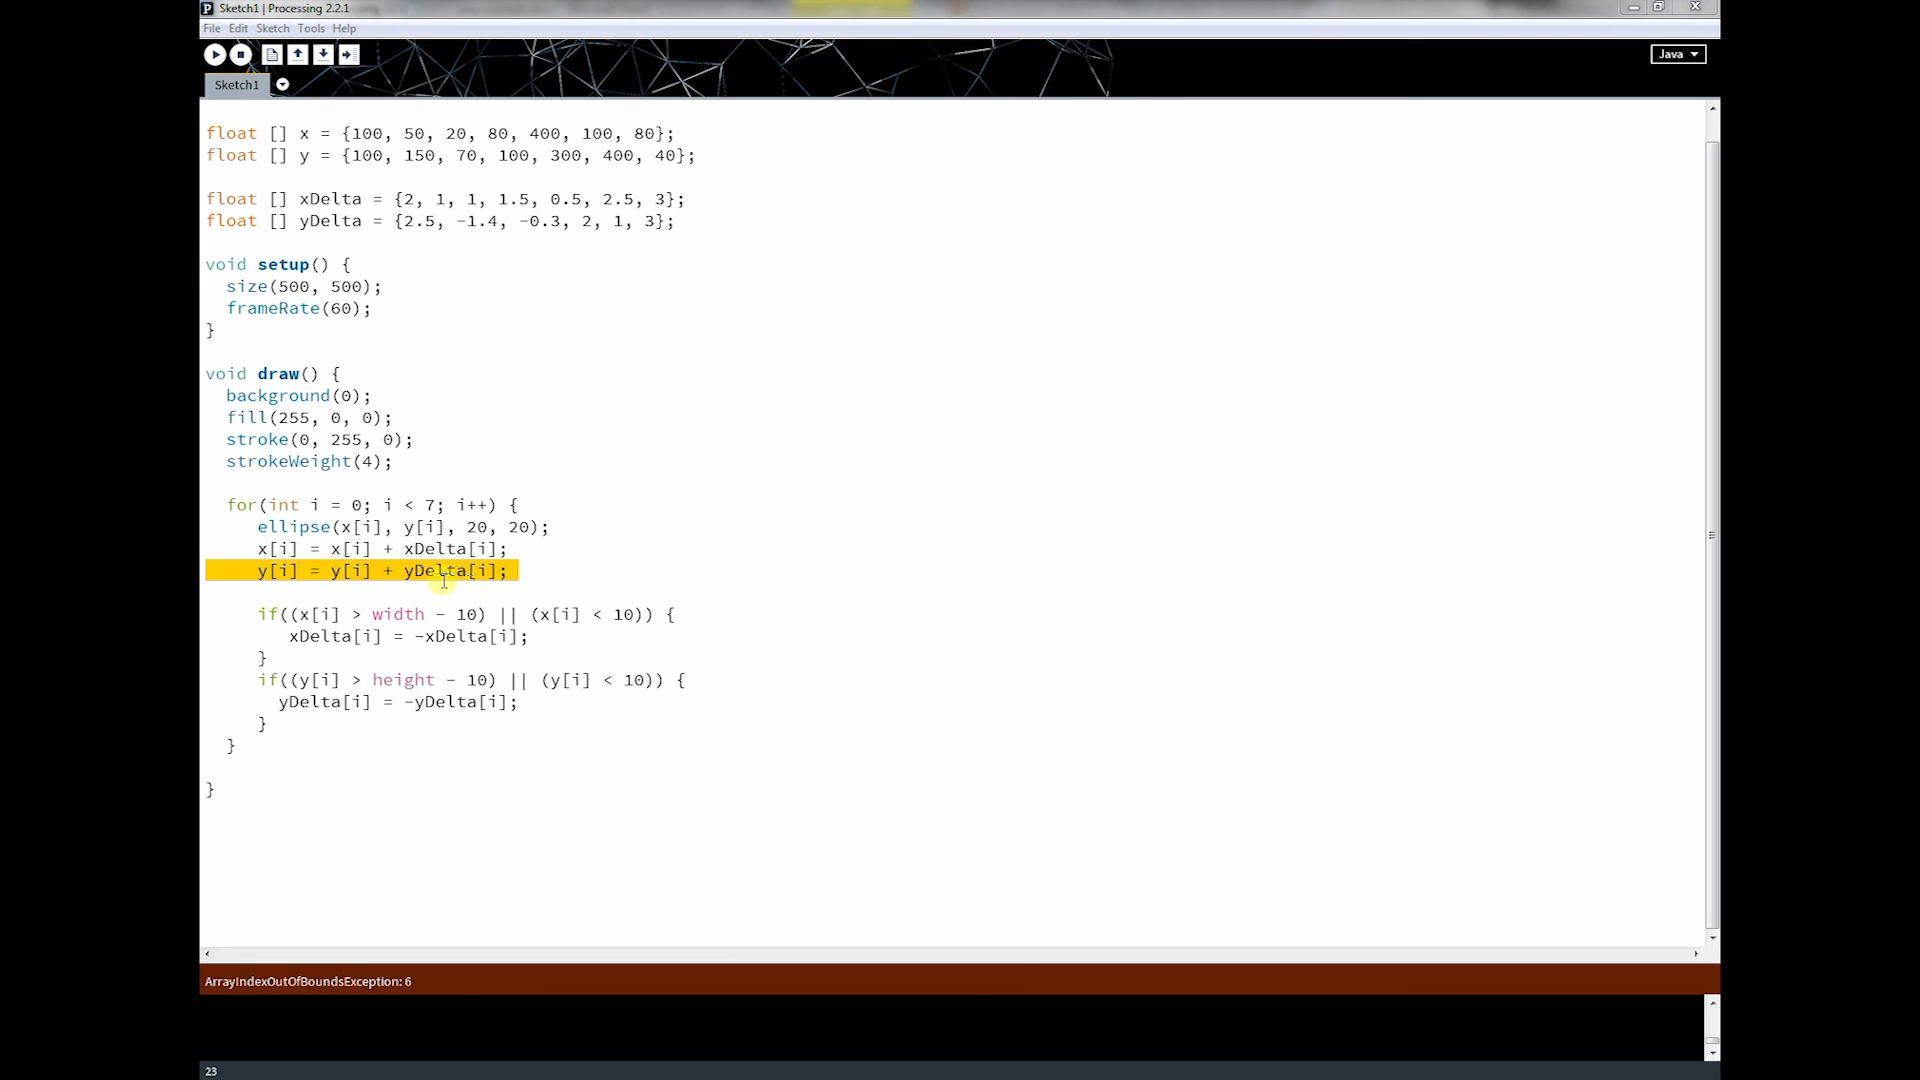 Sketch1 | Processing 2.2.1
File Edit Sketch Tools Help
Java
Sketch1
float [] x = {100, 50, 20, 80, 400, 100, 80};
float [] y = {100, 150, 70, 100, 300, 400, 40};
float [] xDelta = {2, 1, 1, 1.5, 0.5, 2.5, 3};
float [] yDelta = {2.5, -1.4, -0.3, 2, 1, 3};
void setup() {
size(500, 500);
frameRate(60);
}
void draw() {
background(0);
fill(255, 0, 0);
stroke(0, 255, 0);
strokeWeight(4);
for(int i = 0; i < 7; i++) {
ellipse(x[i], y[i], 20, 20);
x[i] = x[i] + xDelta[i];
y[i] = y[i] + yDelta[i];
if((x[i] > width - 10) || (x[i] < 10)) {
xDelta[i] = -xDelta[i];
}
if((y[i] > height - 10) || (y[i] < 10)) {
yDelta[i] = -yDelta[i];
}
}
}
ArrayIndexOutOfBoundsException: 6
23